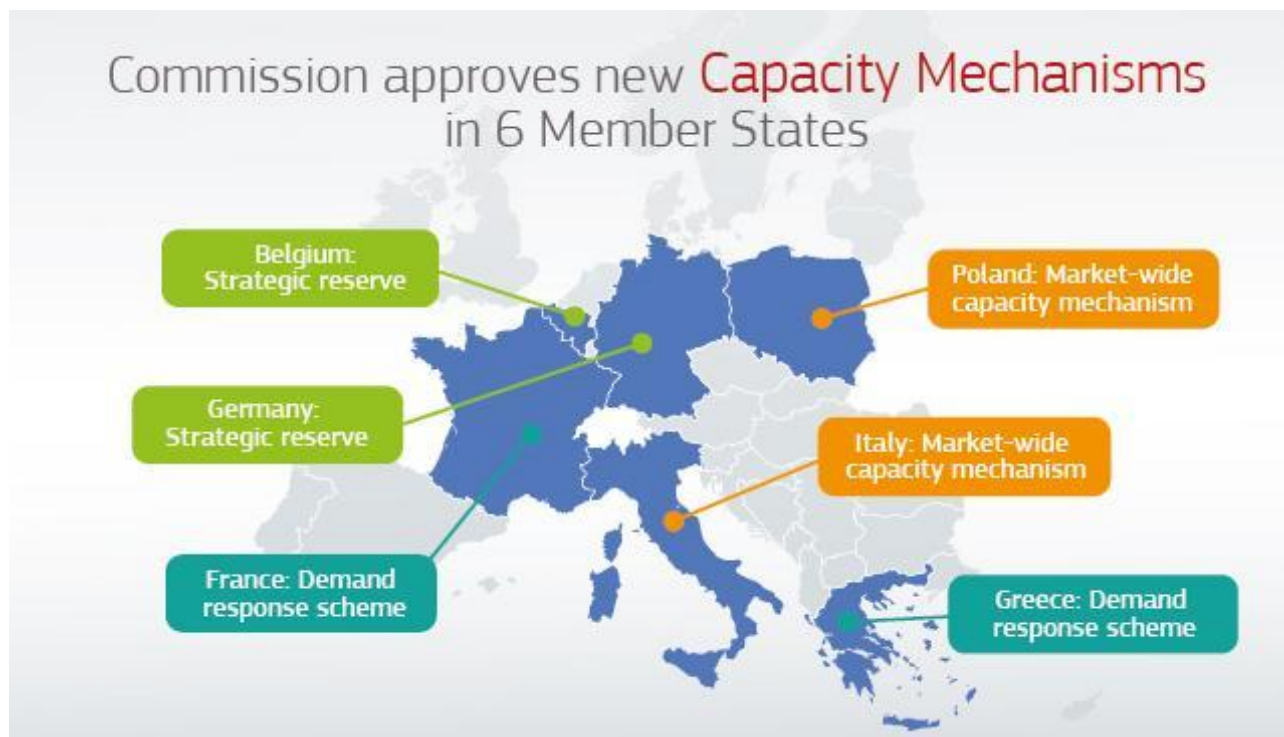 Commission approves new Capacity Mechanisms
in 6 Member States
Belgium:
Strategic reserve
Poland: Market-wide
capacity mechanism
Germany:
Strategic reserve
Italy: Market-wide
capacity mechanism
France: Demand
response scheme
Greece: Demand
response scheme